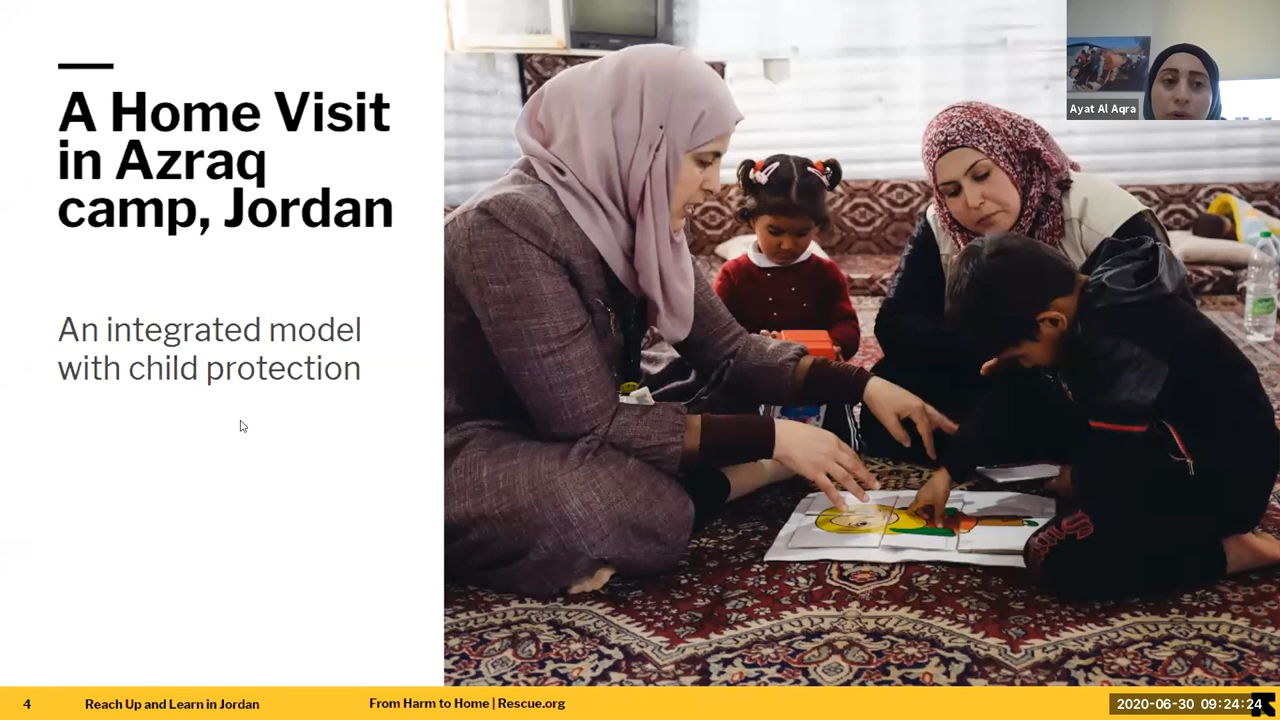 A Home Visit
in Azraq
camp, Jordan
An integrated model
with child protection
Ayat Al Aqra
4
Reach Up and Learn in Jordan
From Harm to Home | Rescue.org
2020-06-30 09:24:24